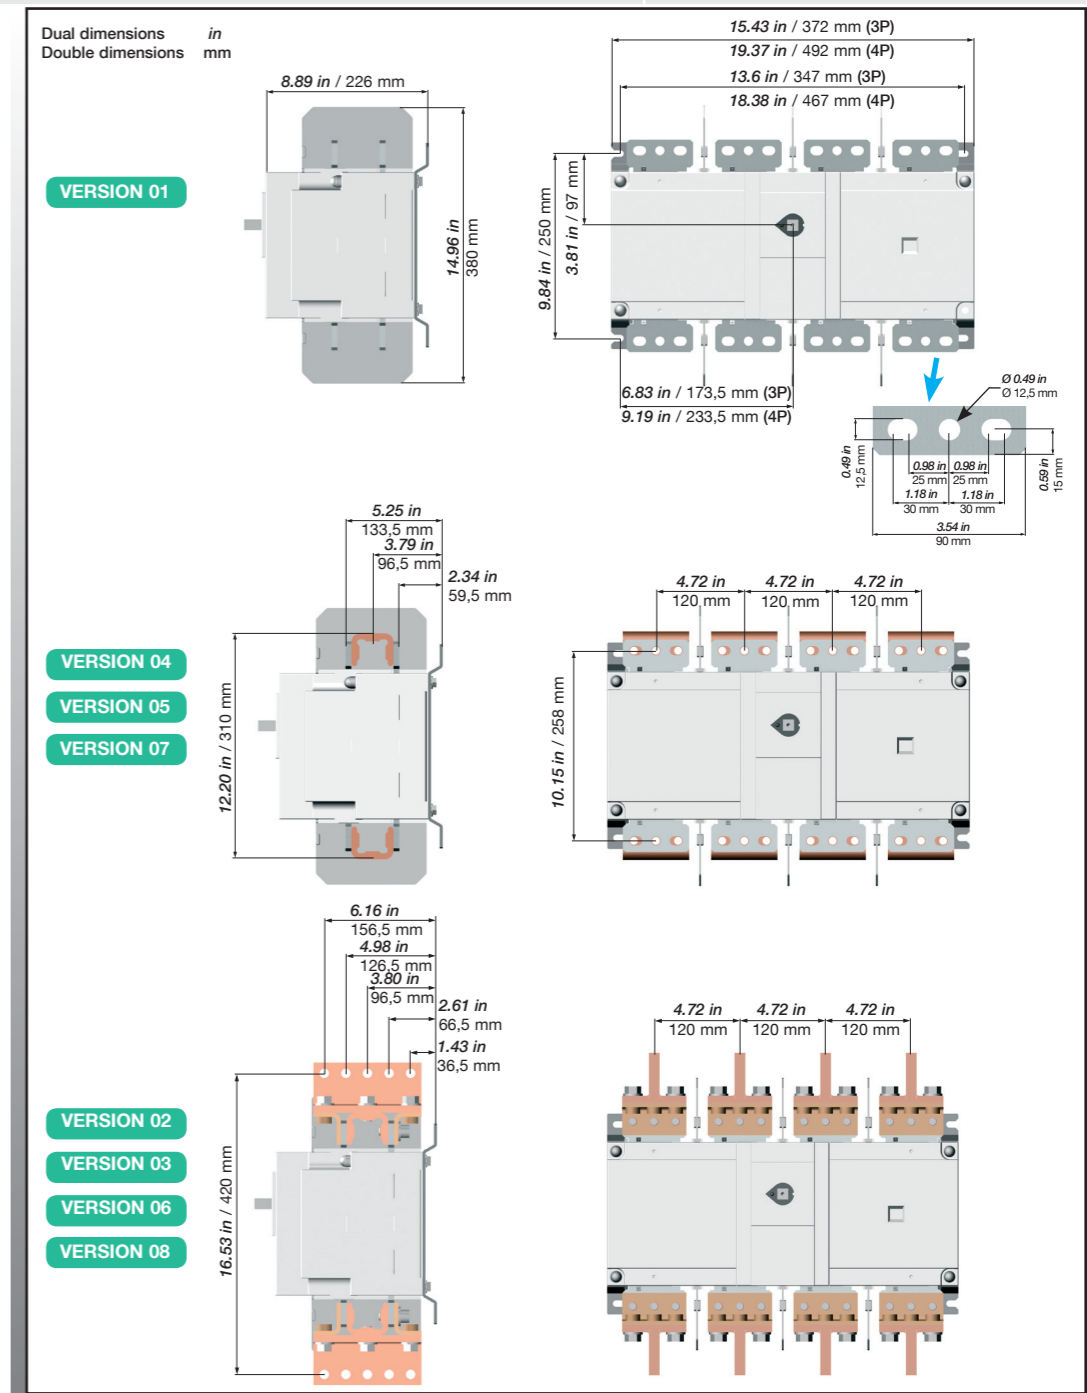 Dual dimensions in
Double dimensions mm
15.43 in / 372 mm (3P)
19.37 in / 492 mm (4P)
13.6 in / 347 mm (3P)
18.38 in / 467 mm (4P)
8.89 in / 226 mm
VERSION 01
14.96 in
380 mm
9.84 in / 250 mm
3.81 in / 97 mm
6.83 in / 173,5 mm (3P)
9.19 in / 233,5 mm (4P)
Ø 0.49 in
Ø 12,5 mm
0.49 in
12,5 mm
0.98 in
25 mm
0.98 in
25 mm
1.18 in
30 mm
1.18 in
30 mm
3.54 in
90 mm
0.59 in
15 mm
5.25 in
133,5 mm
3.79 in
96,5 mm
2.34 in
59,5 mm
4.72 in
120 mm
4.72 in
120 mm
4.72 in
120 mm
VERSION 04
VERSION 05
VERSION 07
12.20 in / 310 mm
10.15 in / 258 mm
6.16 in
156,5 mm
4.98 in
126,5 mm
3.80 in
96,5 mm
2.61 in
66,5 mm
1.43 in
36,5 mm
4.72 in
120 mm
4.72 in
120 mm
4.72 in
120 mm
VERSION 02
VERSION 03
VERSION 06
VERSION 08
16.53 in / 420 mm